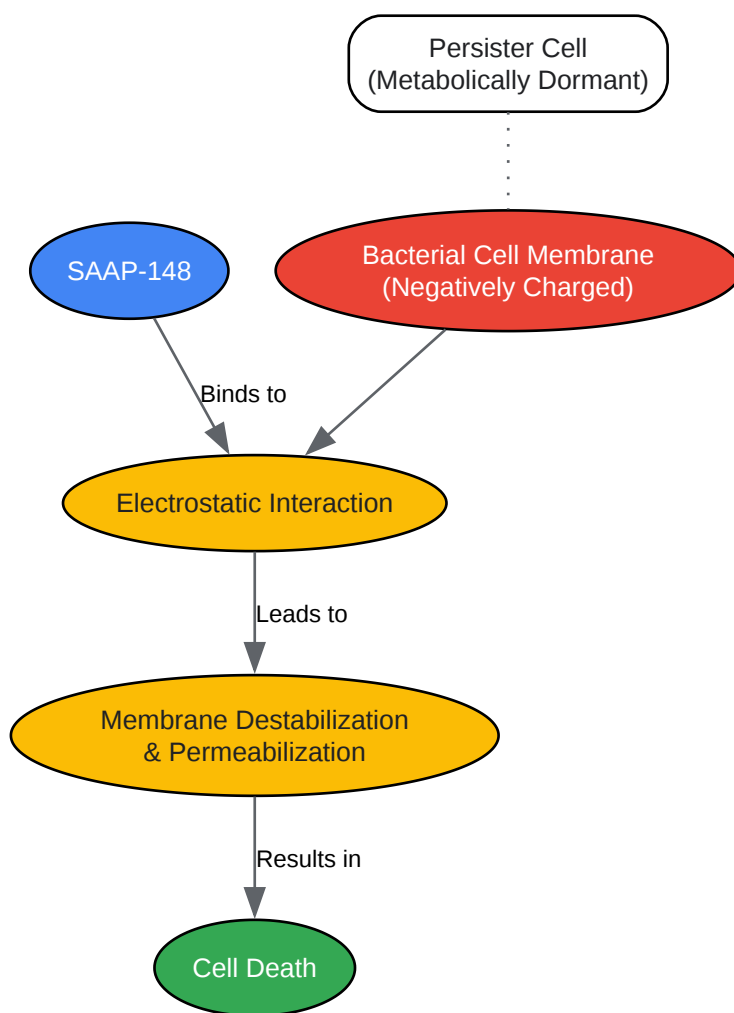 Persister Cell
(Metabolically Dormant)
SAAP-148
Bacterial Cell Membrane
(Negatively Charged)
Binds to
Electrostatic Interaction
Leads to
Membrane Destabilization
& Permeabilization
Results in
Cell Death